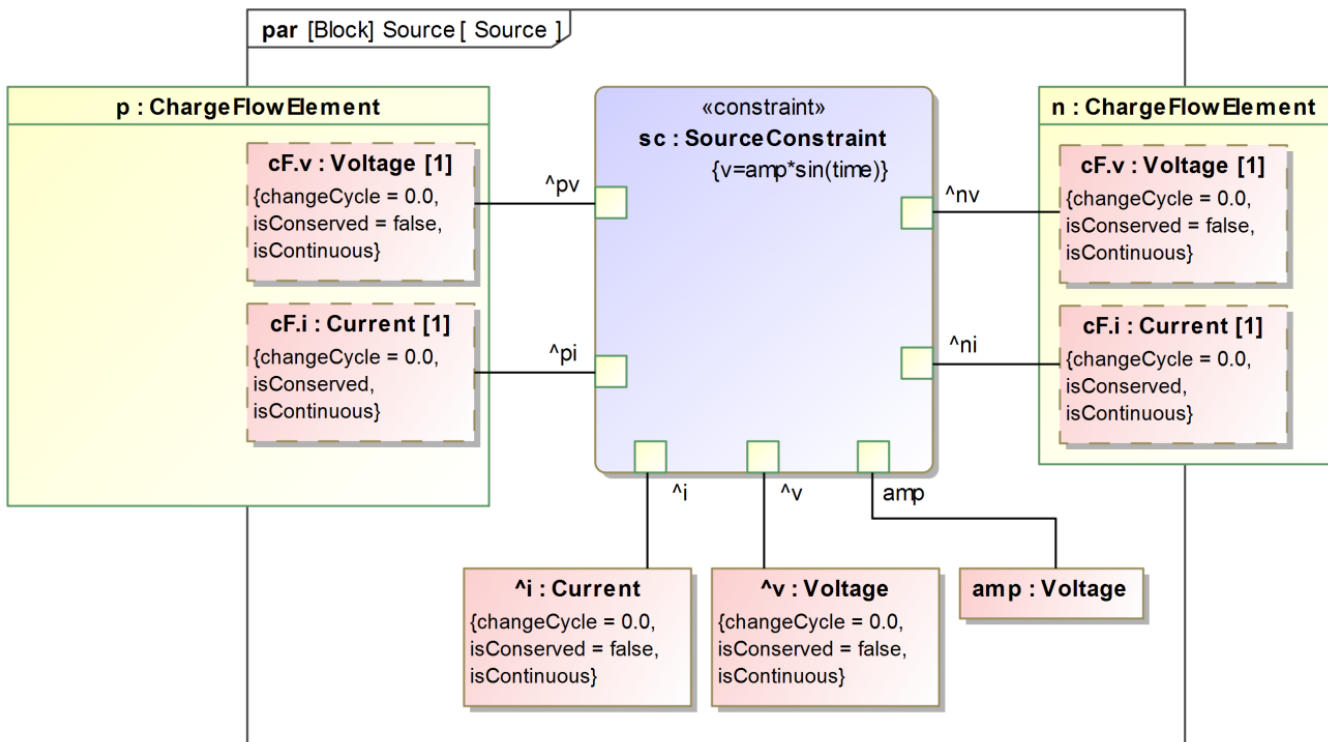 par [Block] Source [ Source ]
p : ChargeFlowElement
cF.v : Voltage [1]
{changeCycle = 0.0,
isConserved = false,
isContinuous}
cF.i : Current [1]
{changeCycle = 0.0,
isConserved,
isContinuous}
^pv
^pi
«constraint»
sc : SourceConstraint
{v=amp*sin(time)}
^nv
^ni
n : ChargeFlowElement
cF.v : Voltage [1]
{changeCycle = 0.0,
isConserved = false,
isContinuous}
cF.i : Current [1]
{changeCycle = 0.0,
isConserved,
isContinuous}
^i
^v
amp
^i : Current
{changeCycle = 0.0,
isConserved = false,
isContinuous}
^v : Voltage
{changeCycle = 0.0,
isConserved = false,
isContinuous}
amp : Voltage